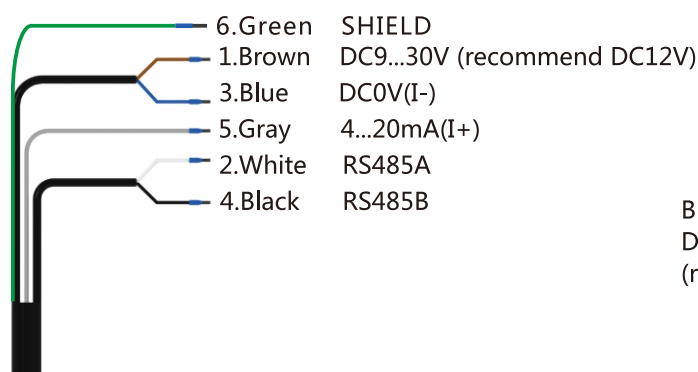 6.Green SHIELD
1.Brown DC9...30V (recommend DC12V)
3.Blue DC0V(I-)
5.Gray 4...20mA(I+)
2.White RS485A
4.Black RS485B
B
D
(r